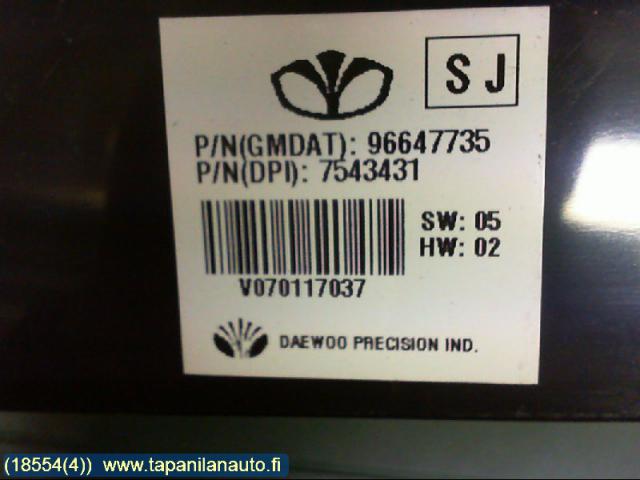 S J
P/N(GMDAT): 96647735
P/N(DPI): 7543431
SW: 05
HW: 02
V070117037
DAEWOO PRECISION IND.
(18554(4)) www.tapanilanauto.fi